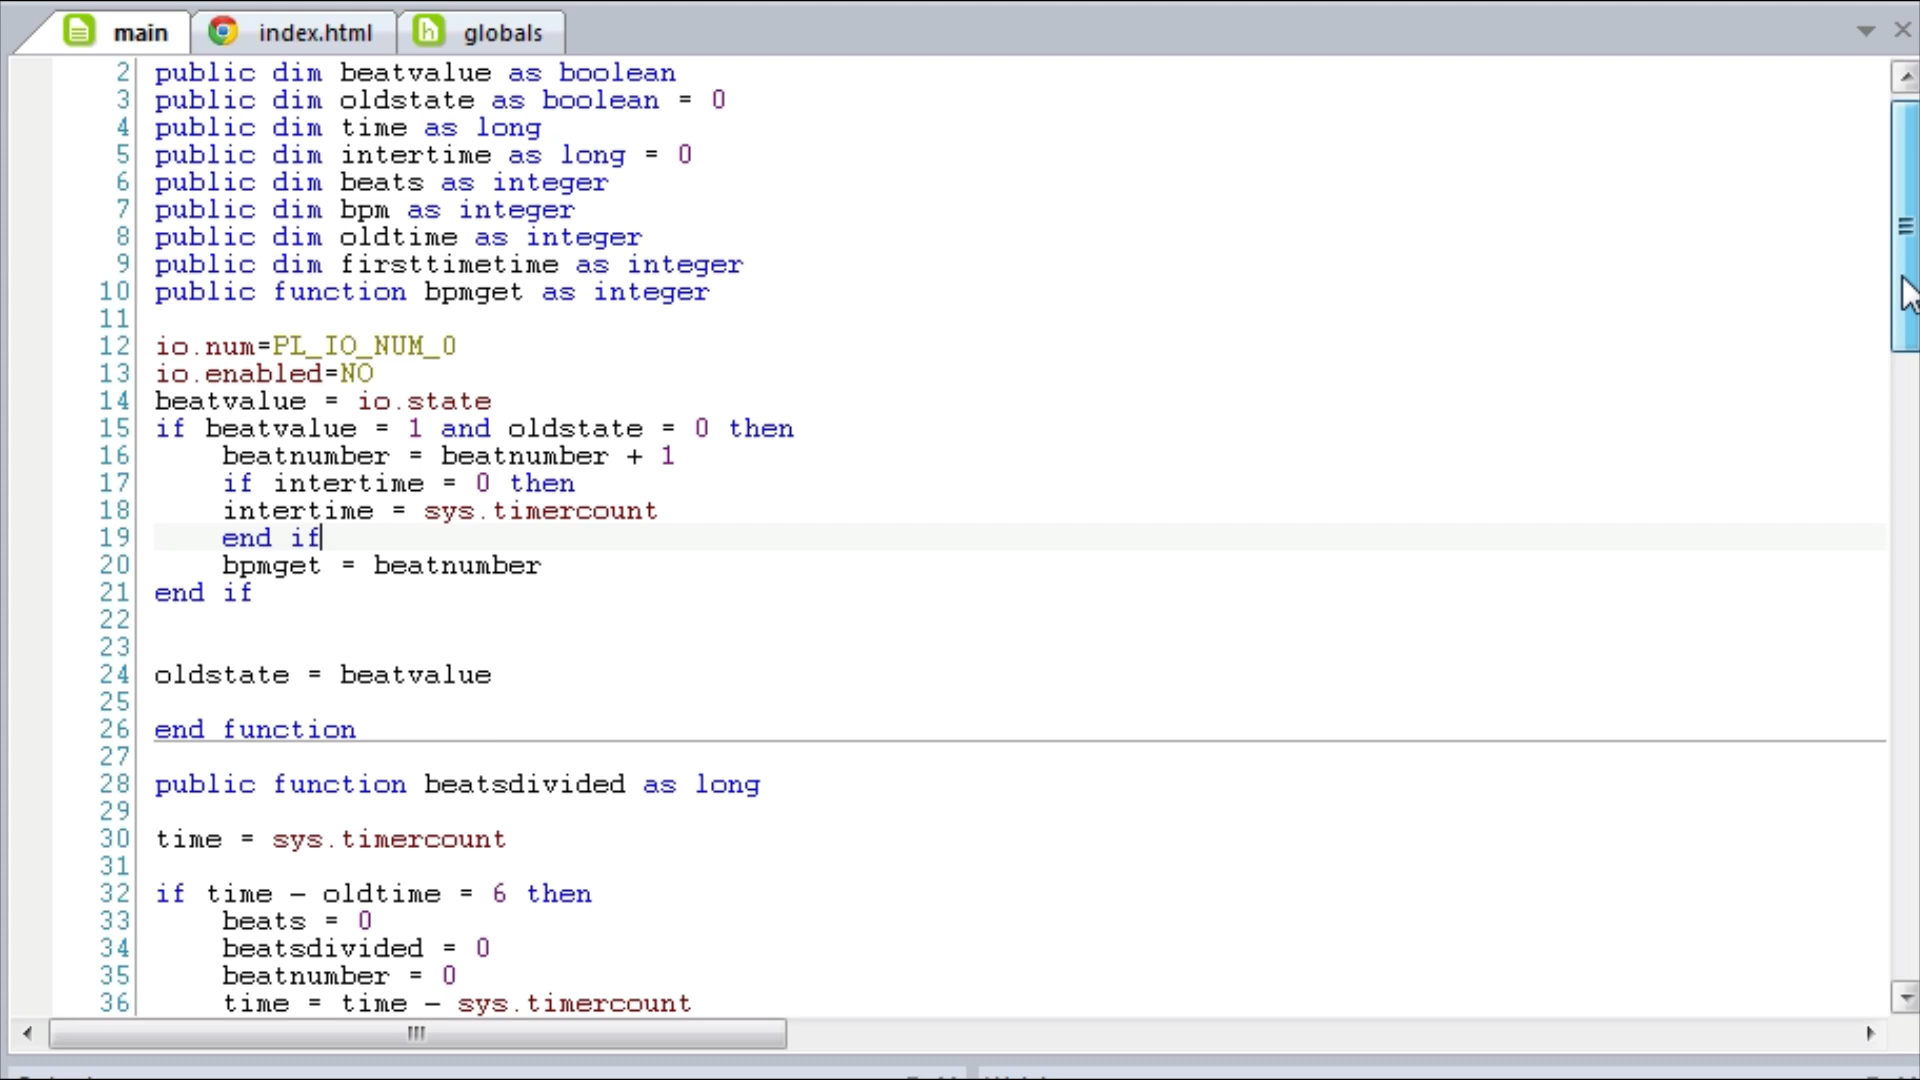 main
index.html
globals
2 public dim beatvalue as boolean
3 public dim oldstate as boolean = 0
4 public dim time as long
5 public dim intertime as long = 0
6 public dim beats as integer
7 public dim bpm as integer
8 public dim oldtime as integer
9 public dim firsttimetime as integer
10 public function bpmget as integer
11
12 io.num=PL_IO_NUM_0
13 io.enabled=NO
14 beatvalue = io.state
15 if beatvalue = 1 and oldstate = 0 then
16 beatnumber = beatnumber + 1
17 if intertime = 0 then
18 intertime = sys.timercount
19 end if
20 bpmget = beatnumber
21 end if
22
23
24 oldstate = beatvalue
25
26 end function
27
28 public function beatsdivided as long
29
30 time = sys.timercount
31
32 if time - oldtime = 6 then
33 beats = 0
34 beatsdivided = 0
35 beatnumber = 0
36 time = time - sys.timercount